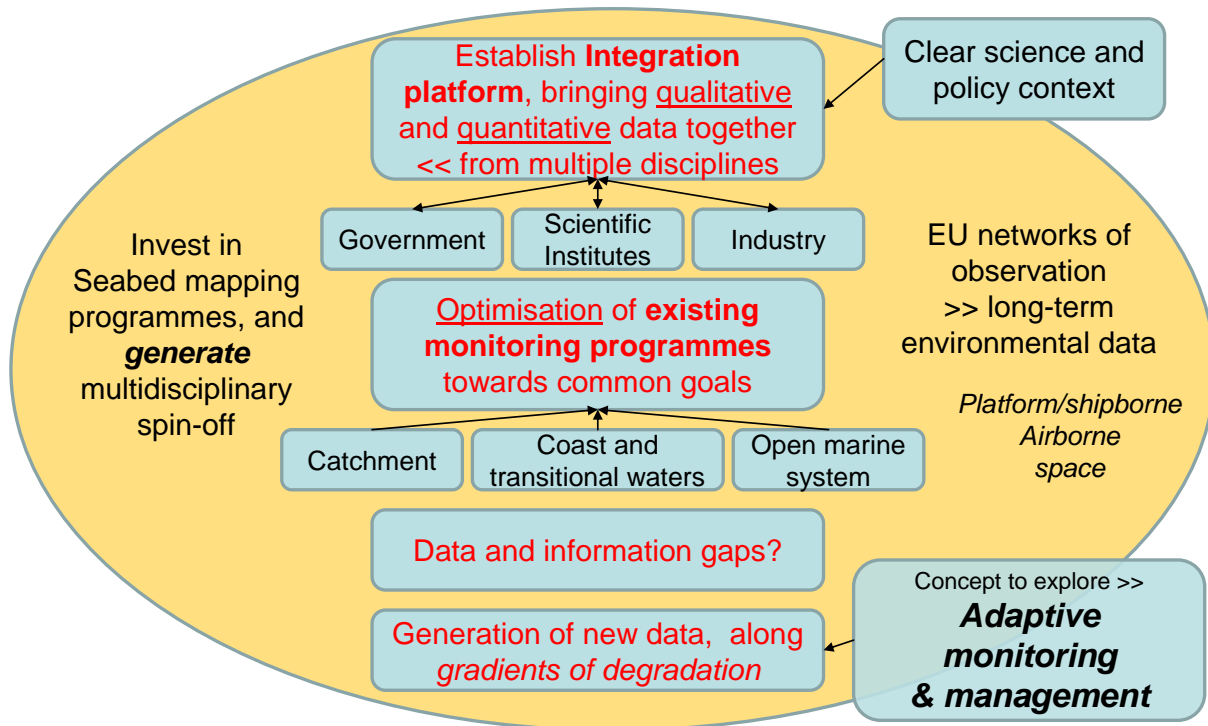 Establish Integration
platform, bringing qualitative
and quantitative data together
<< from multiple disciplines
Clear science and
policy context
Government
Scientific
Institutes
Industry
Invest in
Seabed mapping
programmes, and
generate
multidisciplinary
spin-off
EU networks of
observation
>> long-term
environmental data
Platform/shipborne
Airborne
space
Optimisation of existing
monitoring programmes
towards common goals
Catchment
Coast and
transitional waters
Open marine
system
Data and information gaps?
Generation of new data, along
gradients of degradation
Concept to explore >>
Adaptive
monitoring
& management